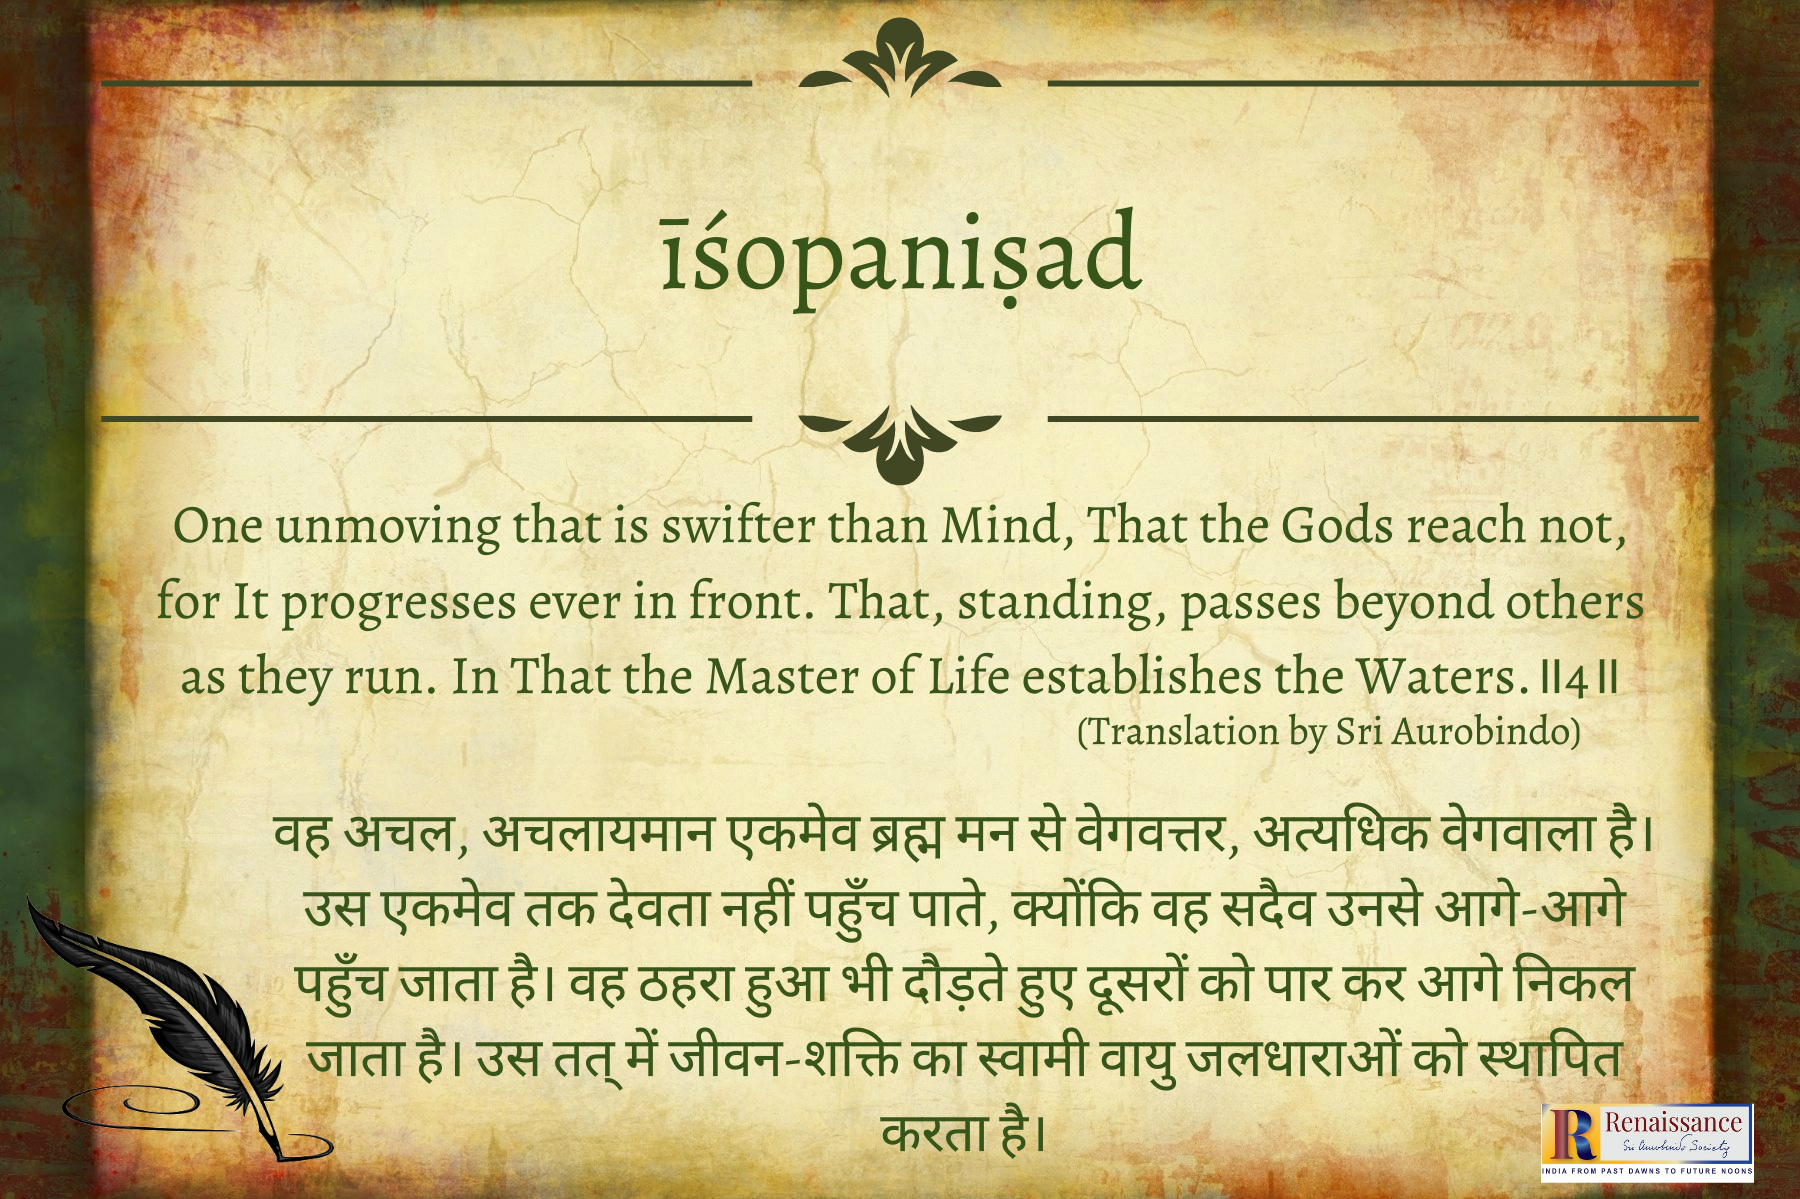 īśopaniṣad
One unmoving that is swifter than Mind, That the Gods reach not,
for It progresses ever in front. That, standing, passes beyond others
as they run. In That the Master of Life establishes the Waters. ॥4॥
(Translation by Sri Aurobindo)
वह अचल, अचलायमान एकमेव ब्रह्म मन से वेगवत्तर, अत्यधिक वेगवाला है।
उस एकमेव तक देवता नहीं पहुँच पाते, क्योंकि वह सदैव उनसे आगे-आगे
पहुँच जाता है। वह ठहरा हुआ भी दौड़ते हुए दूसरों को पार कर आगे निकल
जाता है। उस तत् में जीवन-शक्ति का स्वामी वायु जलधाराओं को स्थापित
करता है।
R Renaissance
Sri Aurobindo Society
INDIA FROM PAST DAWNS TO FUTURE NOONS